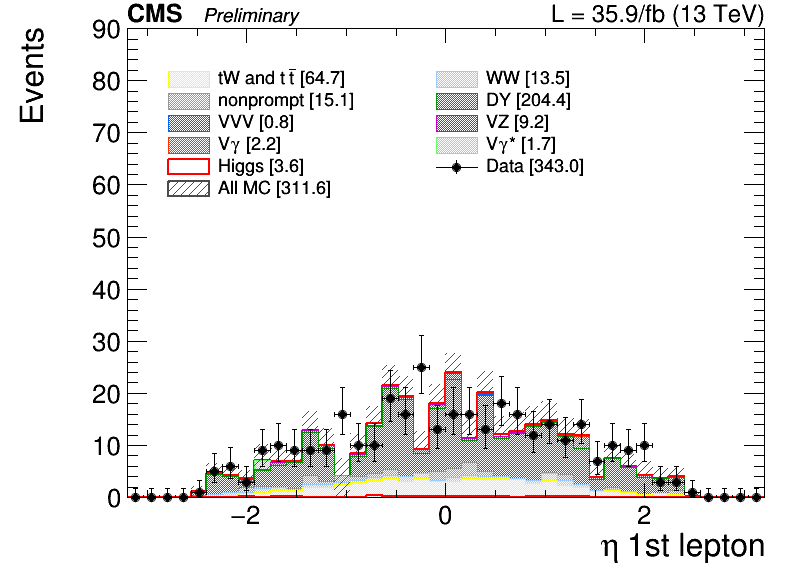 CMS Preliminary L = 35.9/fb (13 TeV)
Events
90
80
70
60
50
40
30
20
10
0
tW and t t̄ [64.7]
WW [13.5]
nonprompt [15.1]
DY [204.4]
VVV [0.8]
VZ [9.2]
Vγ [2.2]
Vγ* [1.7]
Higgs [3.6]
Data [343.0]
All MC [311.6]
−2 0 2
η 1st lepton